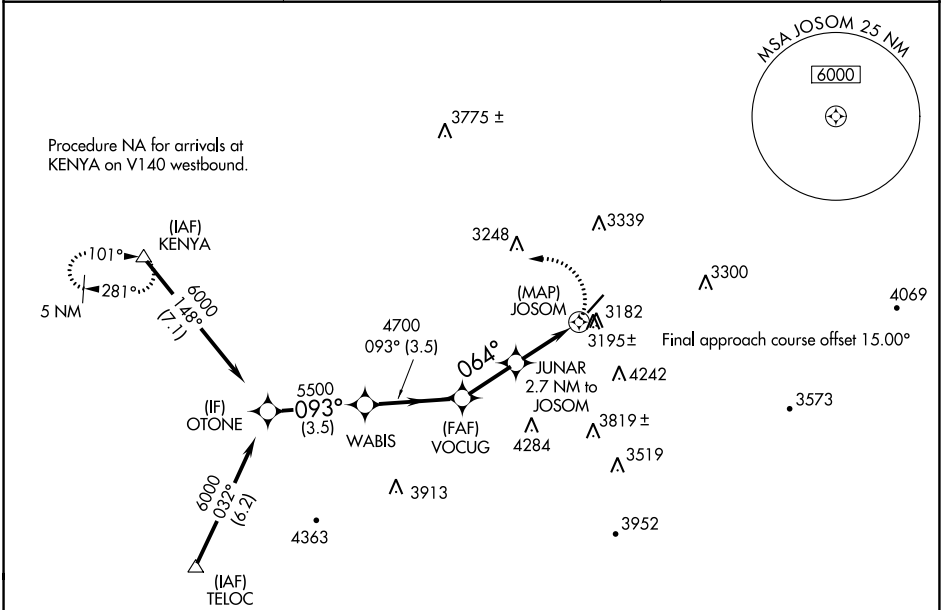 MSA JOSOM 25 NM
6000
3775 ±
Procedure NA for arrivals at
KENYA on V140 westbound.
(IAF)
KENYA
101°
281°
5 NM
6000
148°
(7.1)
3248
3339
3300
4069
(MAP)
JOSOM
3182
3195±
Final approach course offset 15.00°
4700
093° (3.5)
064°
JUNAR
2.7 NM to
JOSOM
4242
3573
(IF)
OTONE
5500
093°
(3.5)
WABIS
(FAF)
VOCUG
4284
3819 ±
3519
6000
032°
(6.2)
3913
4363
3952
(IAF)
TELOC